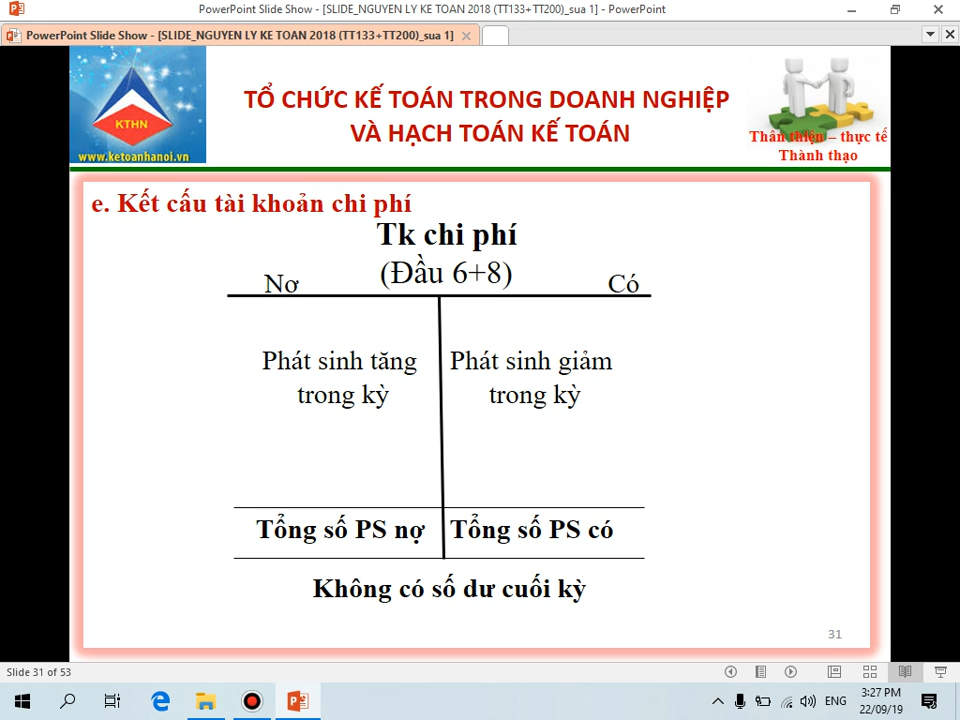 PowerPoint Slide Show - [SLIDE_NGUYEN LY KE TOAN 2018 (TT133+TT200)_sua 1] - PowerPoint
PowerPoint Slide Show - [SLIDE_NGUYEN LY KE TOAN 2018 (TT133+TT200)_sua 1]
KTHN
www.ketoanhanoi.vn
TỔ CHỨC KẾ TOÁN TRONG DOANH NGHIỆP
VÀ HẠCH TOÁN KẾ TOÁN
Thân thiện – thực tế
Thành thạo
e. Kết cấu tài khoản chi phí
Tk chi phí
(Đầu 6+8)
Nơ
Có
Phát sinh tăng
trong kỳ
Phát sinh giảm
trong kỳ
Tổng số PS nợ
Tổng số PS có
Không có số dư cuối kỳ
31
Slide 31 of 53
ENG
3:27 PM
22/09/19